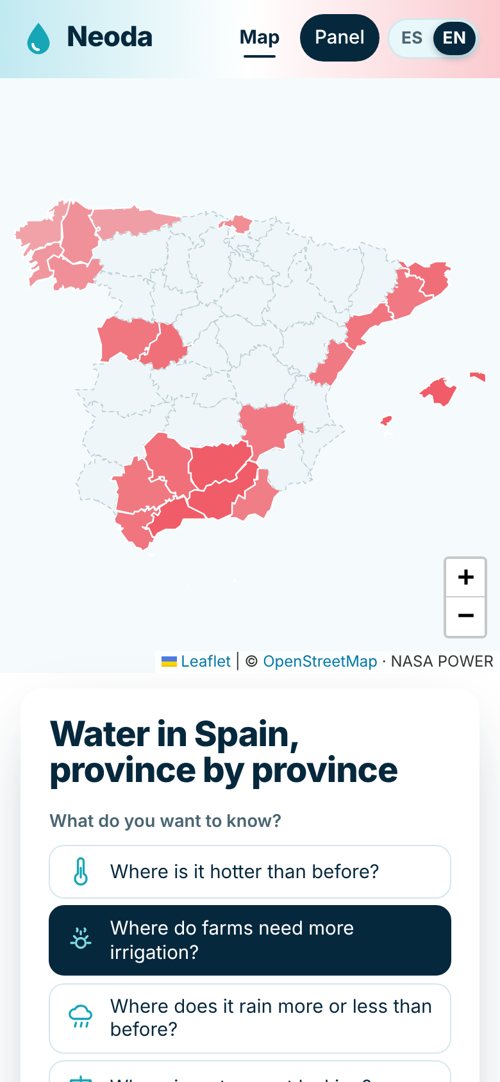 Neoda
Map
Panel
ES
EN
+
−
Leaflet | © OpenStreetMap · NASA POWER
Water in Spain,
province by province
What do you want to know?
Where is it hotter than before?
Where do farms need more
irrigation?
Where does it rain more or less than
before?